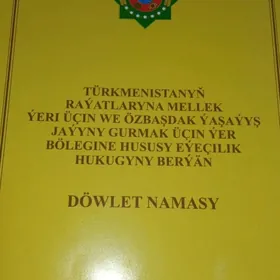 TÜRKMENISTANYŇ
RAÝATLARYNA MELLEK
ÝERI ÜÇIN WE ÖZBAŞDAK ÝAŞAÝYŞ
JAÝYNY GURMAK ÜÇIN ÝER
BÖLEGINE HUSUSY EÝEÇILIK
HUKUGYNY BERÝÄN
DÖWLET NAMASY